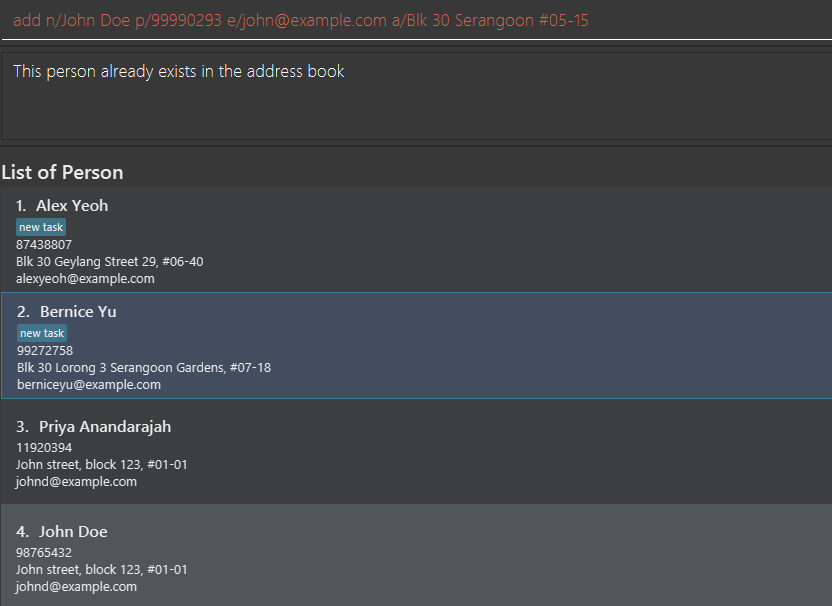 add n/John Doe p/99990293 e/john@example.com a/Blk 30 Serangoon #05-15
This person already exists in the address book
List of Person
1. Alex Yeoh
new task
87438807
Blk 30 Geylang Street 29, #06-40
alexyeoh@example.com
2. Bernice Yu
new task
99272758
Blk 30 Lorong 3 Serangoon Gardens, #07-18
berniceyu@example.com
3. Priya Anandarajah
11920394
John street, block 123, #01-01
johnd@example.com
4. John Doe
98765432
John street, block 123, #01-01
johnd@example.com